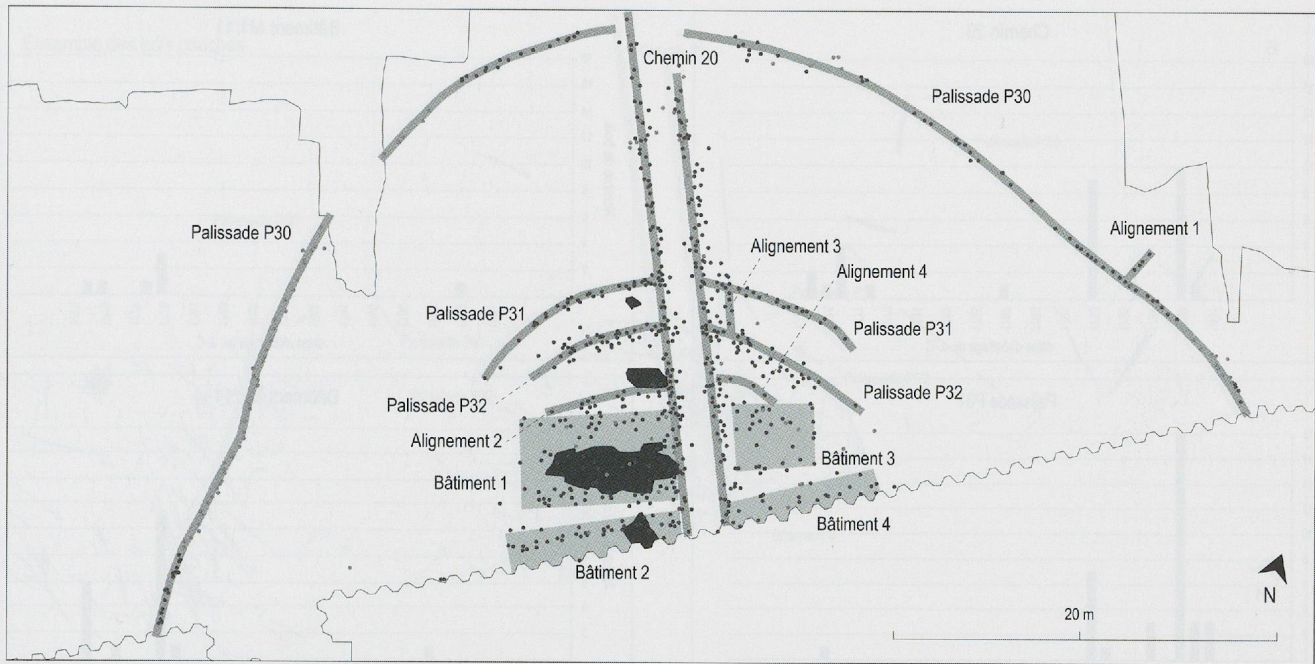 Chemin 20
Palissade P30
Palissade P30
Alignement 1
Alignement 3
Alignement 4
Palissade P31
Palissade P31
Palissade P32
Palissade P32
Alignement 2
Bâtiment 3
Bâtiment 1
Bâtiment 4
Bâtiment 2
N
20 m